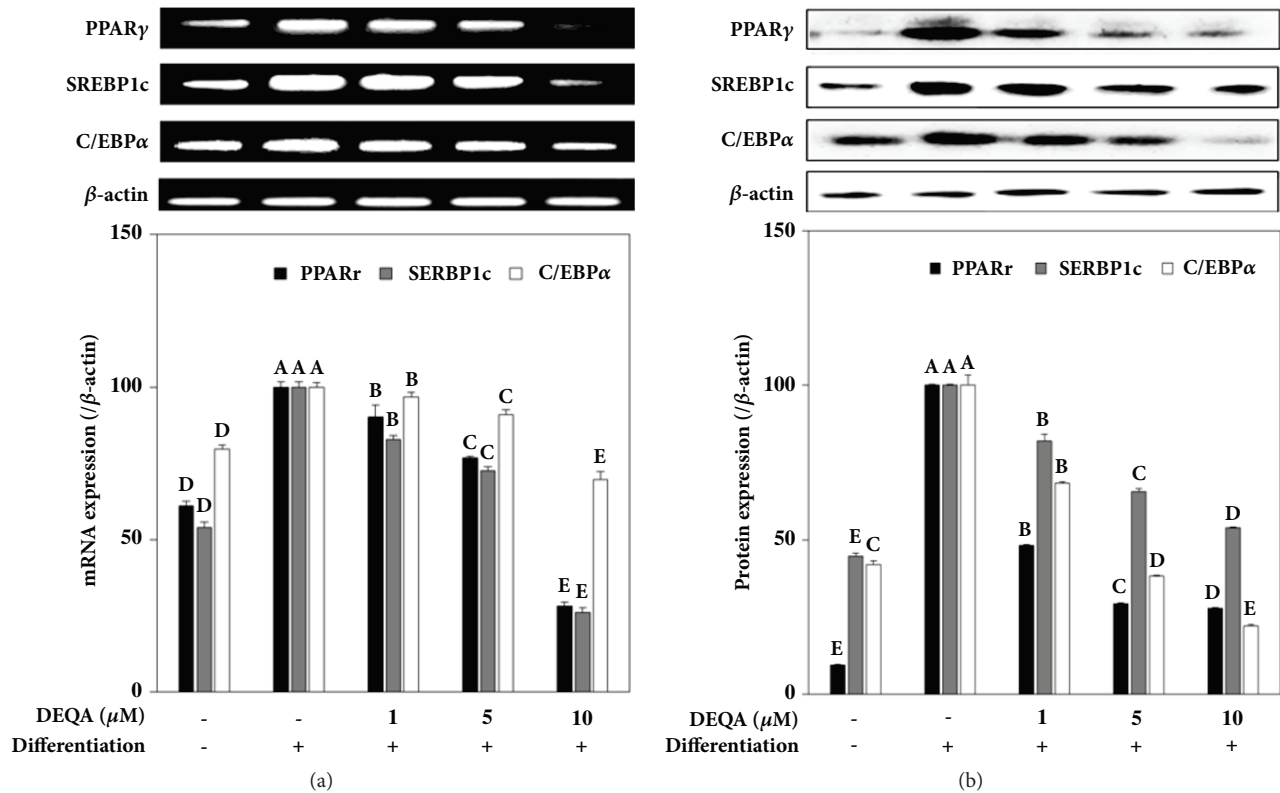 PPARγ
SREBP1c
C/EBPα
β-actin
150
PPARr SERBP1c C/EBPα
mRNA expression (/β-actin)
100
50
0
D D D
A A A
B B B
C C C
E E E
DEQA (μM) - - 1 5 10
Differentiation - + + + +
(a)
PPARγ
SREBP1c
C/EBPα
β-actin
150
PPARr SERBP1c C/EBPα
Protein expression (/β-actin)
100
50
0
E E C
A A A
B B B
C C D
D D E
DEQA (μM) - - 1 5 10
Differentiation - + + + +
(b)